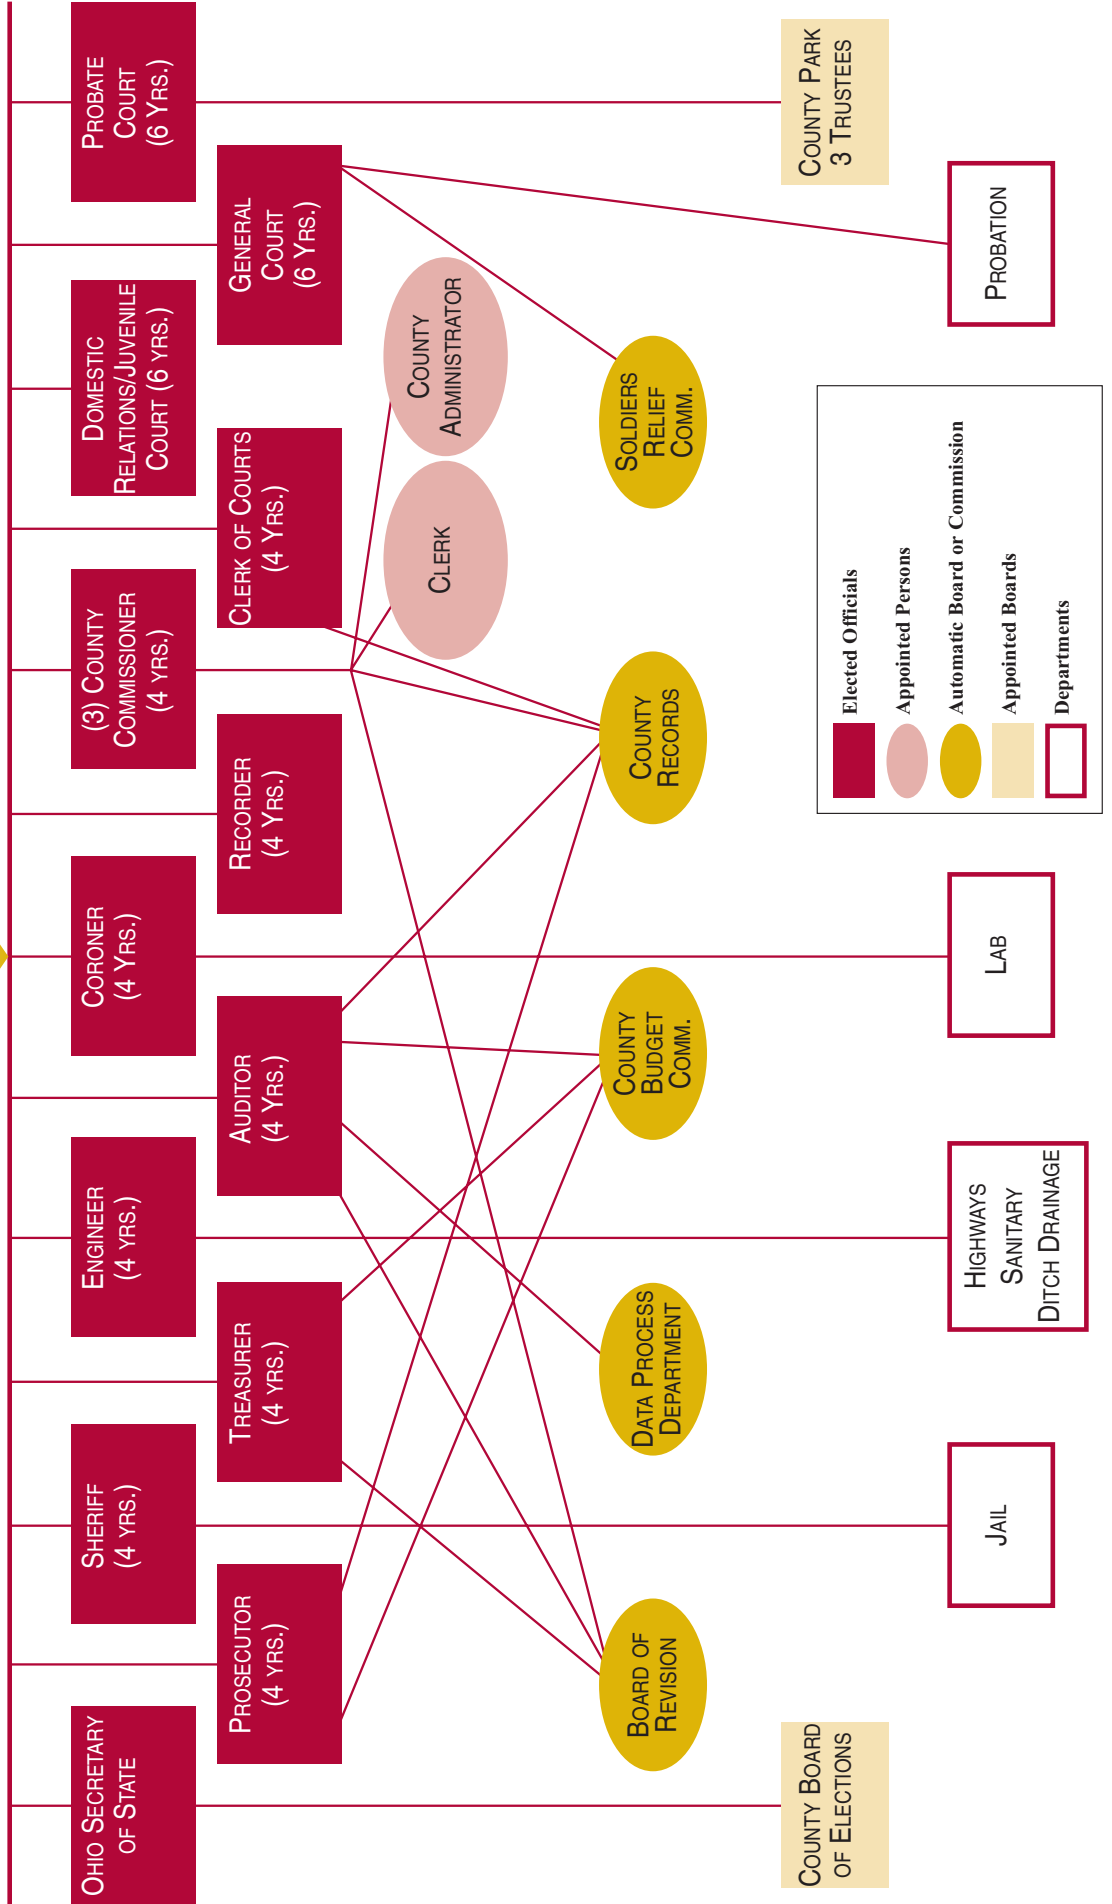 OHIO SECRETARY
OF STATE
SHERIFF
(4 YRS.)
ENGINEER
(4 YRS.)
CORONER
(4 YRS.)
(3) COUNTY
COMMISSIONER
(4 YRS.)
DOMESTIC
RELATIONS/JUVENILE
COURT (6 YRS.)
PROBATE
COURT
(6 YRS.)
PROSECUTOR
(4 YRS.)
TREASURER
(4 YRS.)
AUDITOR
(4 YRS.)
RECORDER
(4 YRS.)
CLERK OF COURTS
(4 YRS.)
GENERAL
COURT
(6 YRS.)
CLERK
COUNTY
ADMINISTRATOR
BOARD OF
REVISION
DATA PROCESS
DEPARTMENT
COUNTY
BUDGET
COMM.
COUNTY
RECORDS
SOLDIERS
RELIEF
COMM.
COUNTY BOARD
OF ELECTIONS
COUNTY PARK
3 TRUSTEES
JAIL
HIGHWAYS
SANITARY
DITCH DRAINAGE
LAB
PROBATION
Elected Officials
Appointed Persons
Automatic Board or Commission
Appointed Boards
Departments